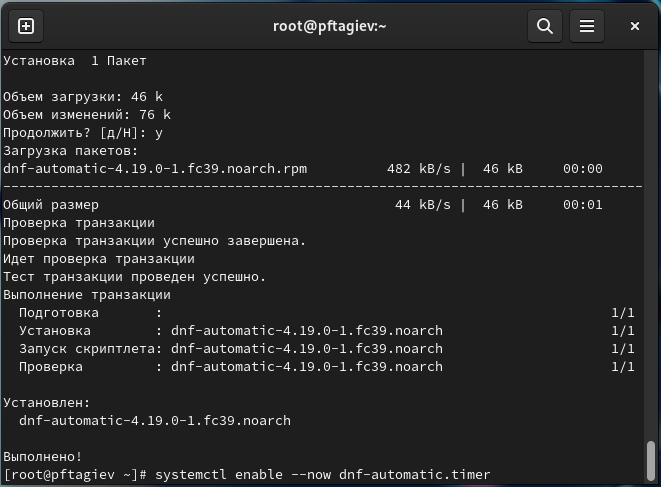 root@pftagiev:~
Установка  1 Пакет
Объем загрузки: 46 k
Объем изменений: 76 k
Продолжить? [д/Н]: y
Загрузка пакетов:
dnf-automatic-4.19.0-1.fc39.noarch.rpm          482 kB/s |  46 kB     00:00
--------------------------------------------------------------------------------
Общий размер                                     44 kB/s |  46 kB     00:01
Проверка транзакции
Проверка транзакции успешно завершена.
Идет проверка транзакции
Тест транзакции проведен успешно.
Выполнение транзакции
  Подготовка       :                                                        1/1
  Установка        : dnf-automatic-4.19.0-1.fc39.noarch                     1/1
  Запуск скриптлета: dnf-automatic-4.19.0-1.fc39.noarch                     1/1
  Проверка         : dnf-automatic-4.19.0-1.fc39.noarch                     1/1
Установлен:
  dnf-automatic-4.19.0-1.fc39.noarch
Выполнено!
[root@pftagiev ~]# systemctl enable --now dnf-automatic.timer